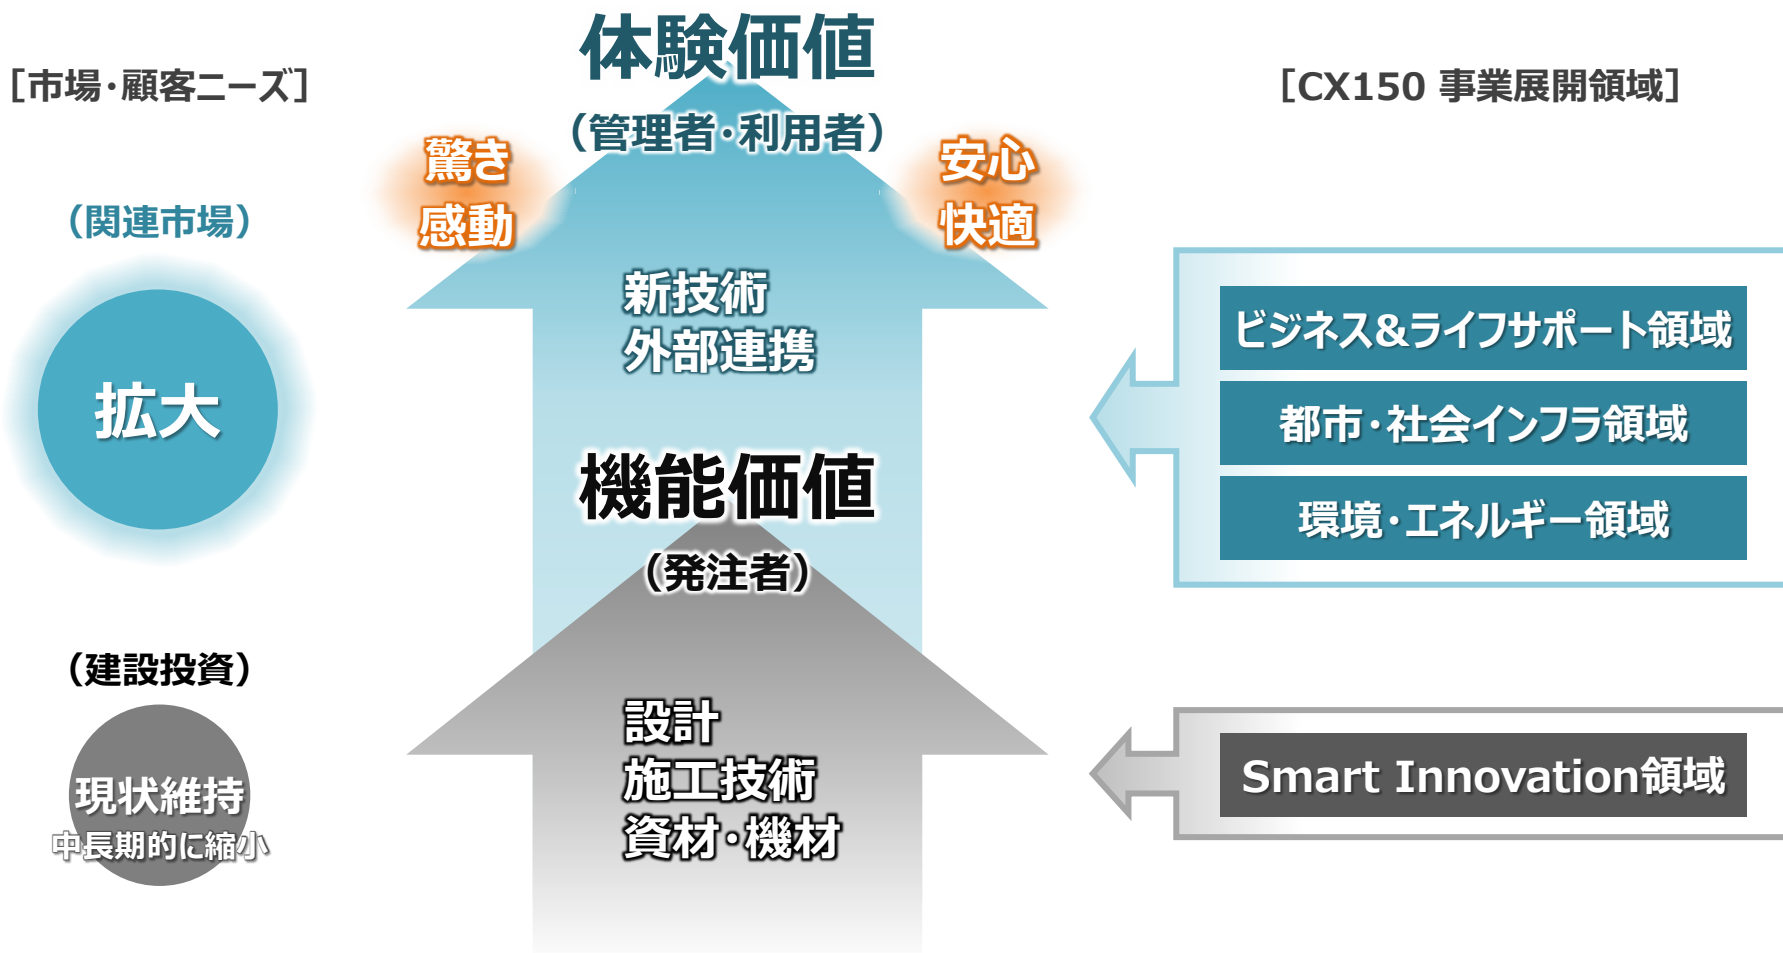 体験価値
（管理者・利用者）
［市場・顧客ニーズ］
［CX150 事業展開領域］
驚き
感動
安心
快適
（関連市場）
拡大
新技術
外部連携
ビジネス&ライフサポート領域
都市・社会インフラ領域
環境・エネルギー領域
機能価値
（発注者）
（建設投資）
現状維持
中長期的に縮小
設計
施工技術
資材・機材
Smart Innovation領域